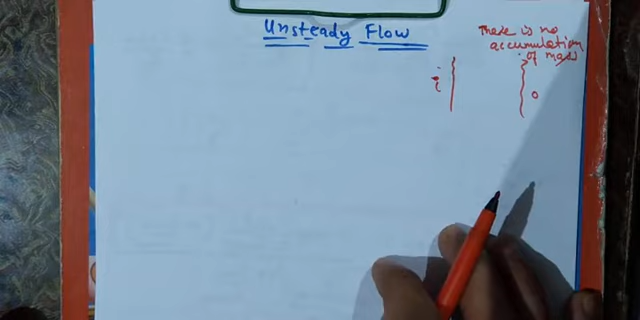 Unsteady Flow
There is no
accumulation
of mass
i
o